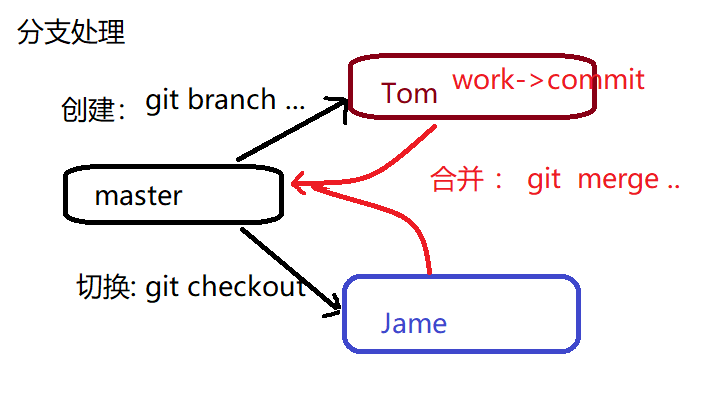 分支处理
创建：git branch ...
Tom work->commit
master
合并： git merge ..
切换: git checkout
Jame